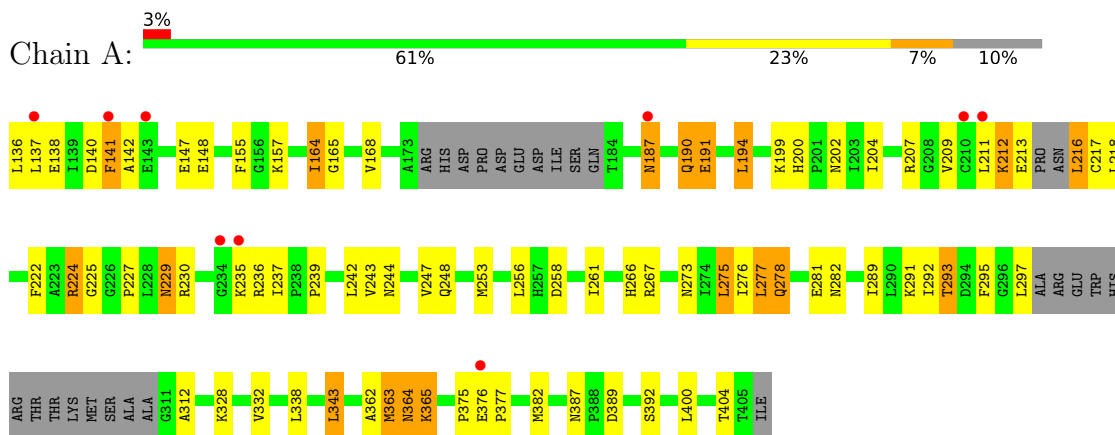 3%
Chain A:
61% 23% 7% 10%
L136 L137 E138 I139 D140 F141 A142 E143 E147 E148 F155 G156 K157 I164 G165 V168 A173 ARG HIS ASP PRO ASP GLU ASP ILE SER GLN T184 N187 Q190 E191 L194 K199 H200 P201 N202 I203 I204 R207 G208 V209 C210 L211 K212 E213 PRO ASN L216 C217 L218
F222 A223 R224 G225 G226 P227 L228 N229 R230 G234 K235 R236 I237 P238 P239 L242 V243 N244 V247 Q248 M253 L256 H257 D258 I261 H266 R267 N273 I274 L275 I276 L277 Q278 E281 N282 I289 L290 K291 I292 T293 D294 F295 G296 L297 ALA ARG GLU TRP HIS
ARG THR THR LYS MET SER ALA ALA G311 A312 K328 V332 L338 L343 A362 M363 N364 K365 P375 E376 P377 M382 N387 P388 D389 S392 L400 T404 T405 ILE